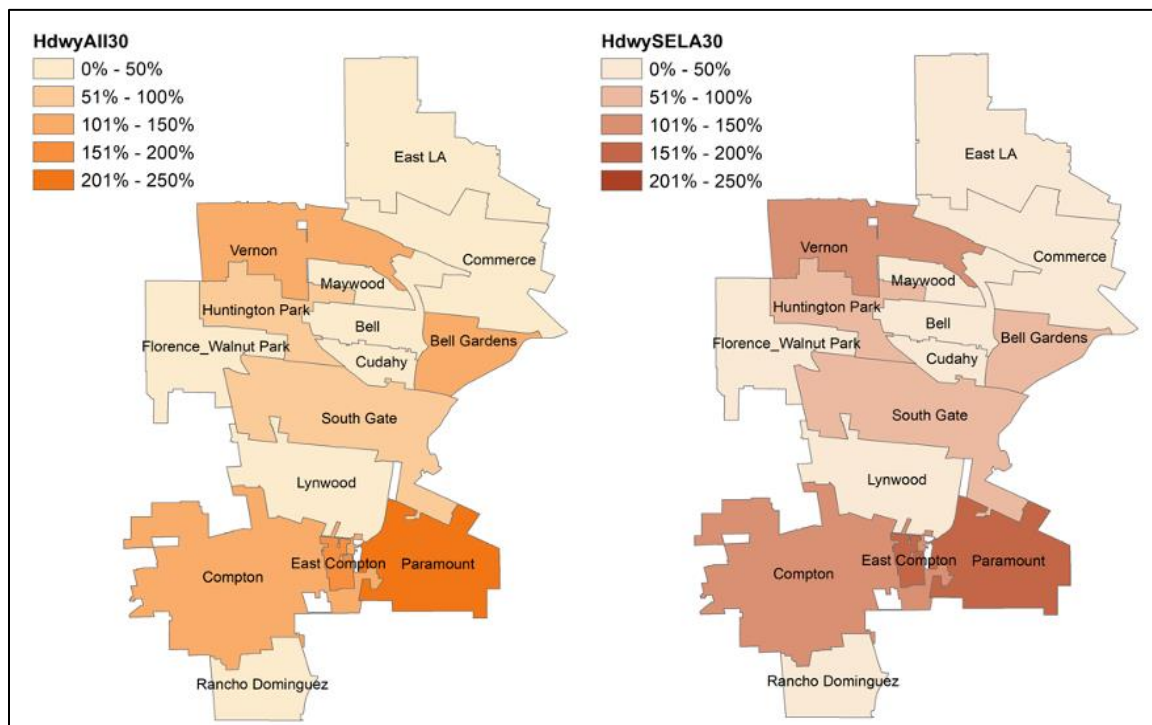 HdwyAll30
0% - 50%
51% - 100%
101% - 150%
151% - 200%
201% - 250%
East LA
Vernon
Commerce
Maywood
Huntington Park
Bell
Florence_Walnut Park
Bell Gardens
Cudahy
South Gate
Lynwood
Compton
East Compton
Paramount
Rancho Dominguez
HdwySELA30
0% - 50%
51% - 100%
101% - 150%
151% - 200%
201% - 250%
East LA
Vernon
Commerce
Maywood
Huntington Park
Bell
Florence_Walnut Park
Bell Gardens
Cudahy
South Gate
Lynwood
Compton
East Compton
Paramount
Rancho Dominguez